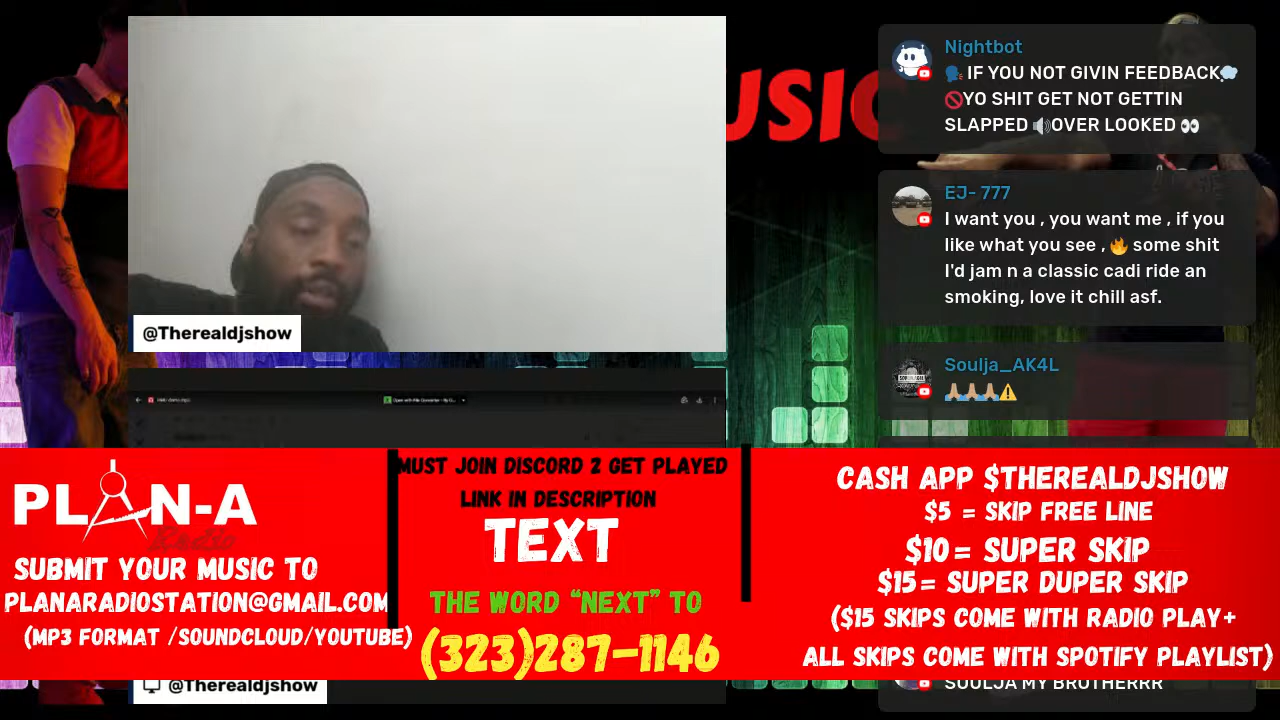 USIC
Nightbot
🗣 IF YOU NOT GIVIN FEEDBACK💭
🚫YO SHIT GET NOT GETTIN
SLAPPED 🔊OVER LOOKED 👀
EJ- 777
I want you , you want me , if you
like what you see , 🔥 some shit
I'd jam n a classic cadi ride an
smoking, love it chill asf.
@Therealdjshow
Soulja_AK4L
🙏🏽🙏🏽🙏🏽⚠️
PLAN-A
Radio
SUBMIT YOUR MUSIC TO
PLANARADIOSTATION@GMAIL.COM
(MP3 FORMAT /SOUNDCLOUD/YOUTUBE)
MUST JOIN DISCORD 2 GET PLAYED
LINK IN DESCRIPTION
TEXT
THE WORD “NEXT” TO
(323)287-1146
CASH APP $THEREALDJSHOW
$5 = SKIP FREE LINE
$10= SUPER SKIP
$15= SUPER DUPER SKIP
($15 SKIPS COME WITH RADIO PLAY+
ALL SKIPS COME WITH SPOTIFY PLAYLIST)
@Therealdjshow
SOULJA MY BROTHERRR